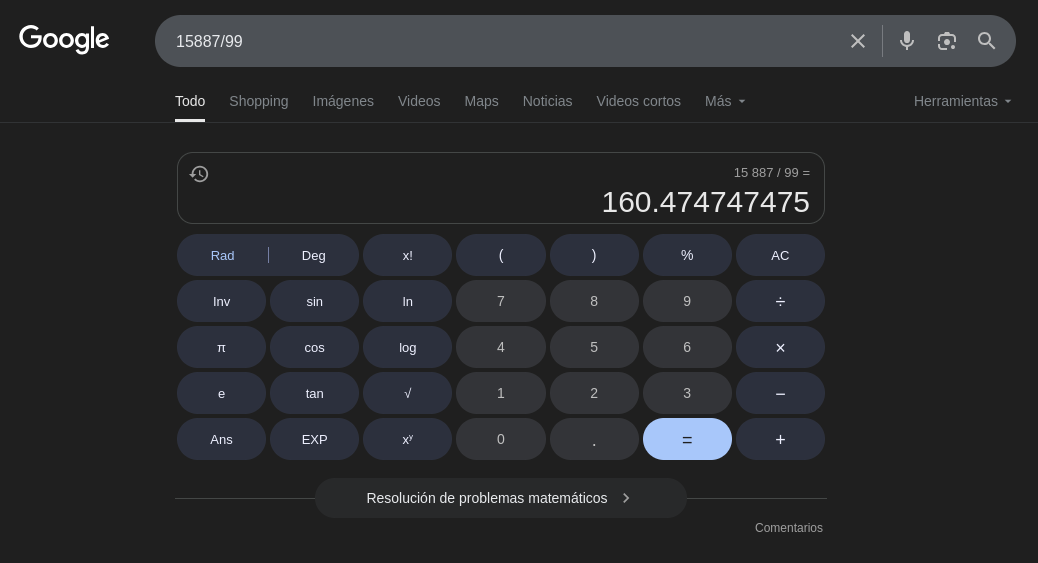 Google
15887/99
Todo Shopping Imágenes Videos Maps Noticias Videos cortos Más Herramientas
15 887 / 99 =
160.474747475
Rad Deg x! ( ) % AC
Inv sin ln 7 8 9 ÷
π cos log 4 5 6 ×
e tan √ 1 2 3 −
Ans EXP xʸ 0 . = +
Resolución de problemas matemáticos
Comentarios